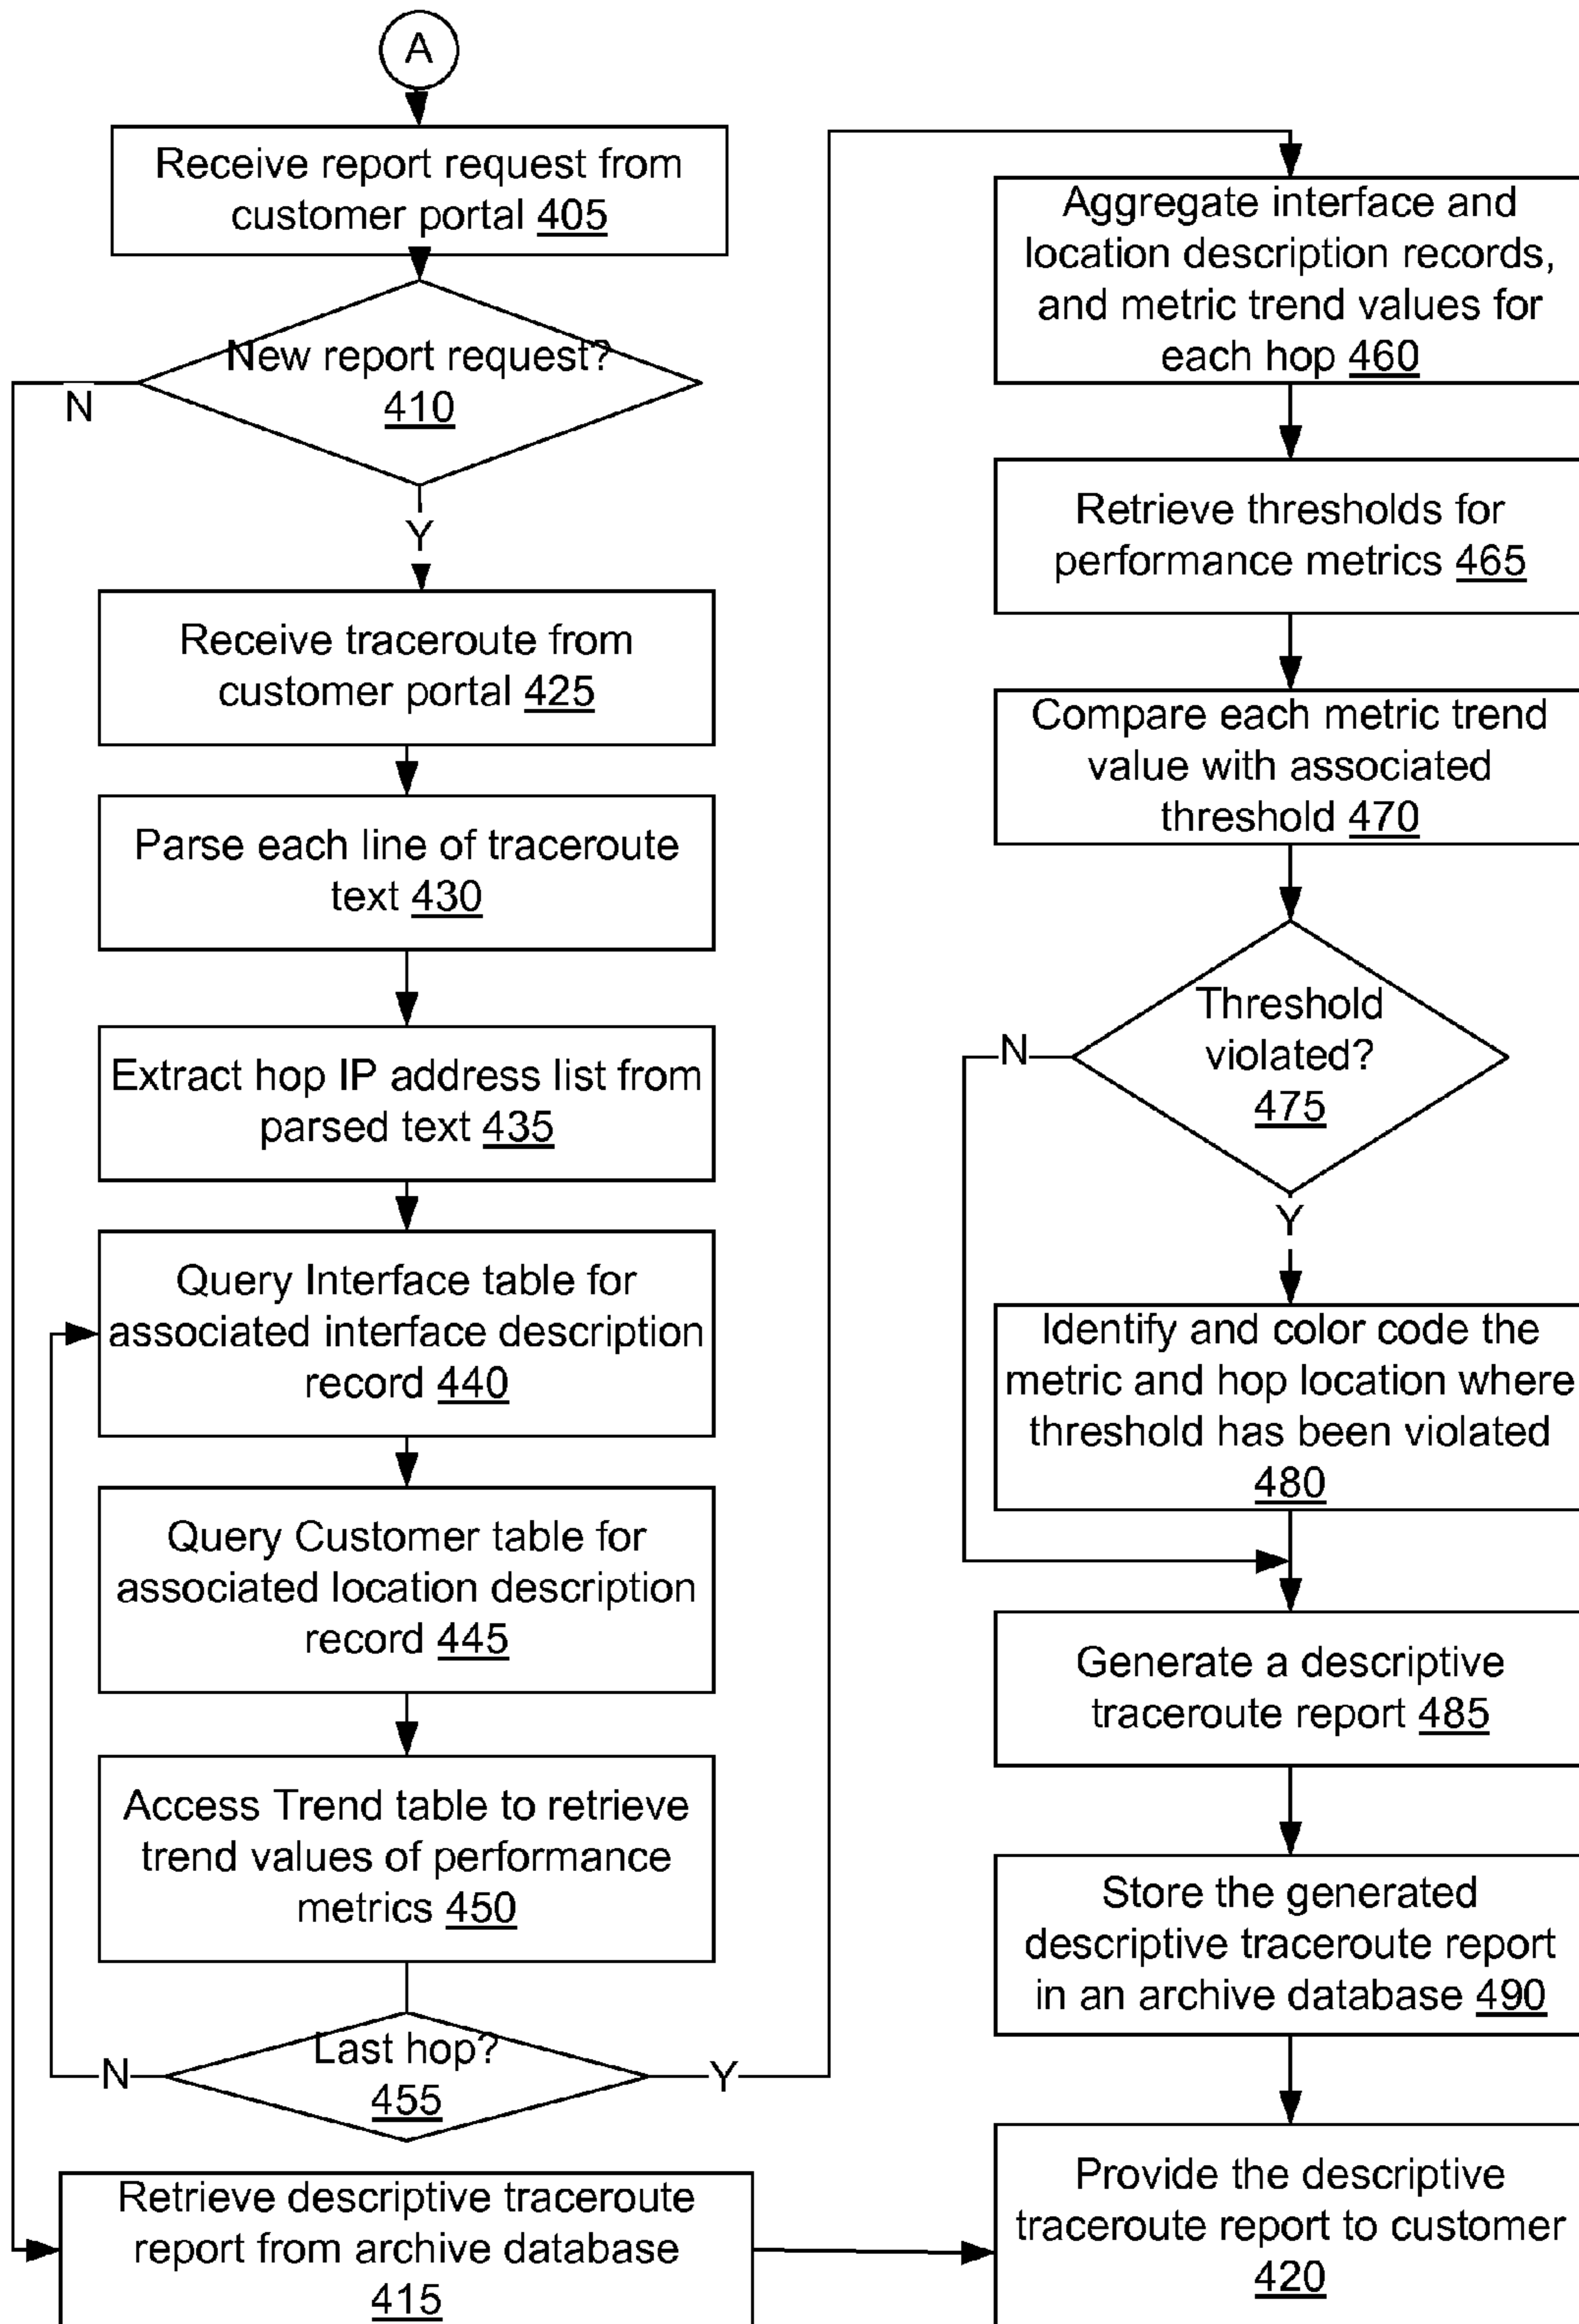 A
Receive report request from
customer portal 405
New report request?
410
N
Y
Receive traceroute from
customer portal 425
Parse each line of traceroute
text 430
Extract hop IP address list from
parsed text 435
Query Interface table for
associated interface description
record 440
Query Customer table for
associated location description
record 445
Access Trend table to retrieve
trend values of performance
metrics 450
Last hop?
455
N
Y
Retrieve descriptive traceroute
report from archive database
415
Aggregate interface and
location description records,
and metric trend values for
each hop 460
Retrieve thresholds for
performance metrics 465
Compare each metric trend
value with associated
threshold 470
Threshold
violated?
475
N
Y
Identify and color code the
metric and hop location where
threshold has been violated
480
Generate a descriptive
traceroute report 485
Store the generated
descriptive traceroute report
in an archive database 490
Provide the descriptive
traceroute report to customer
420